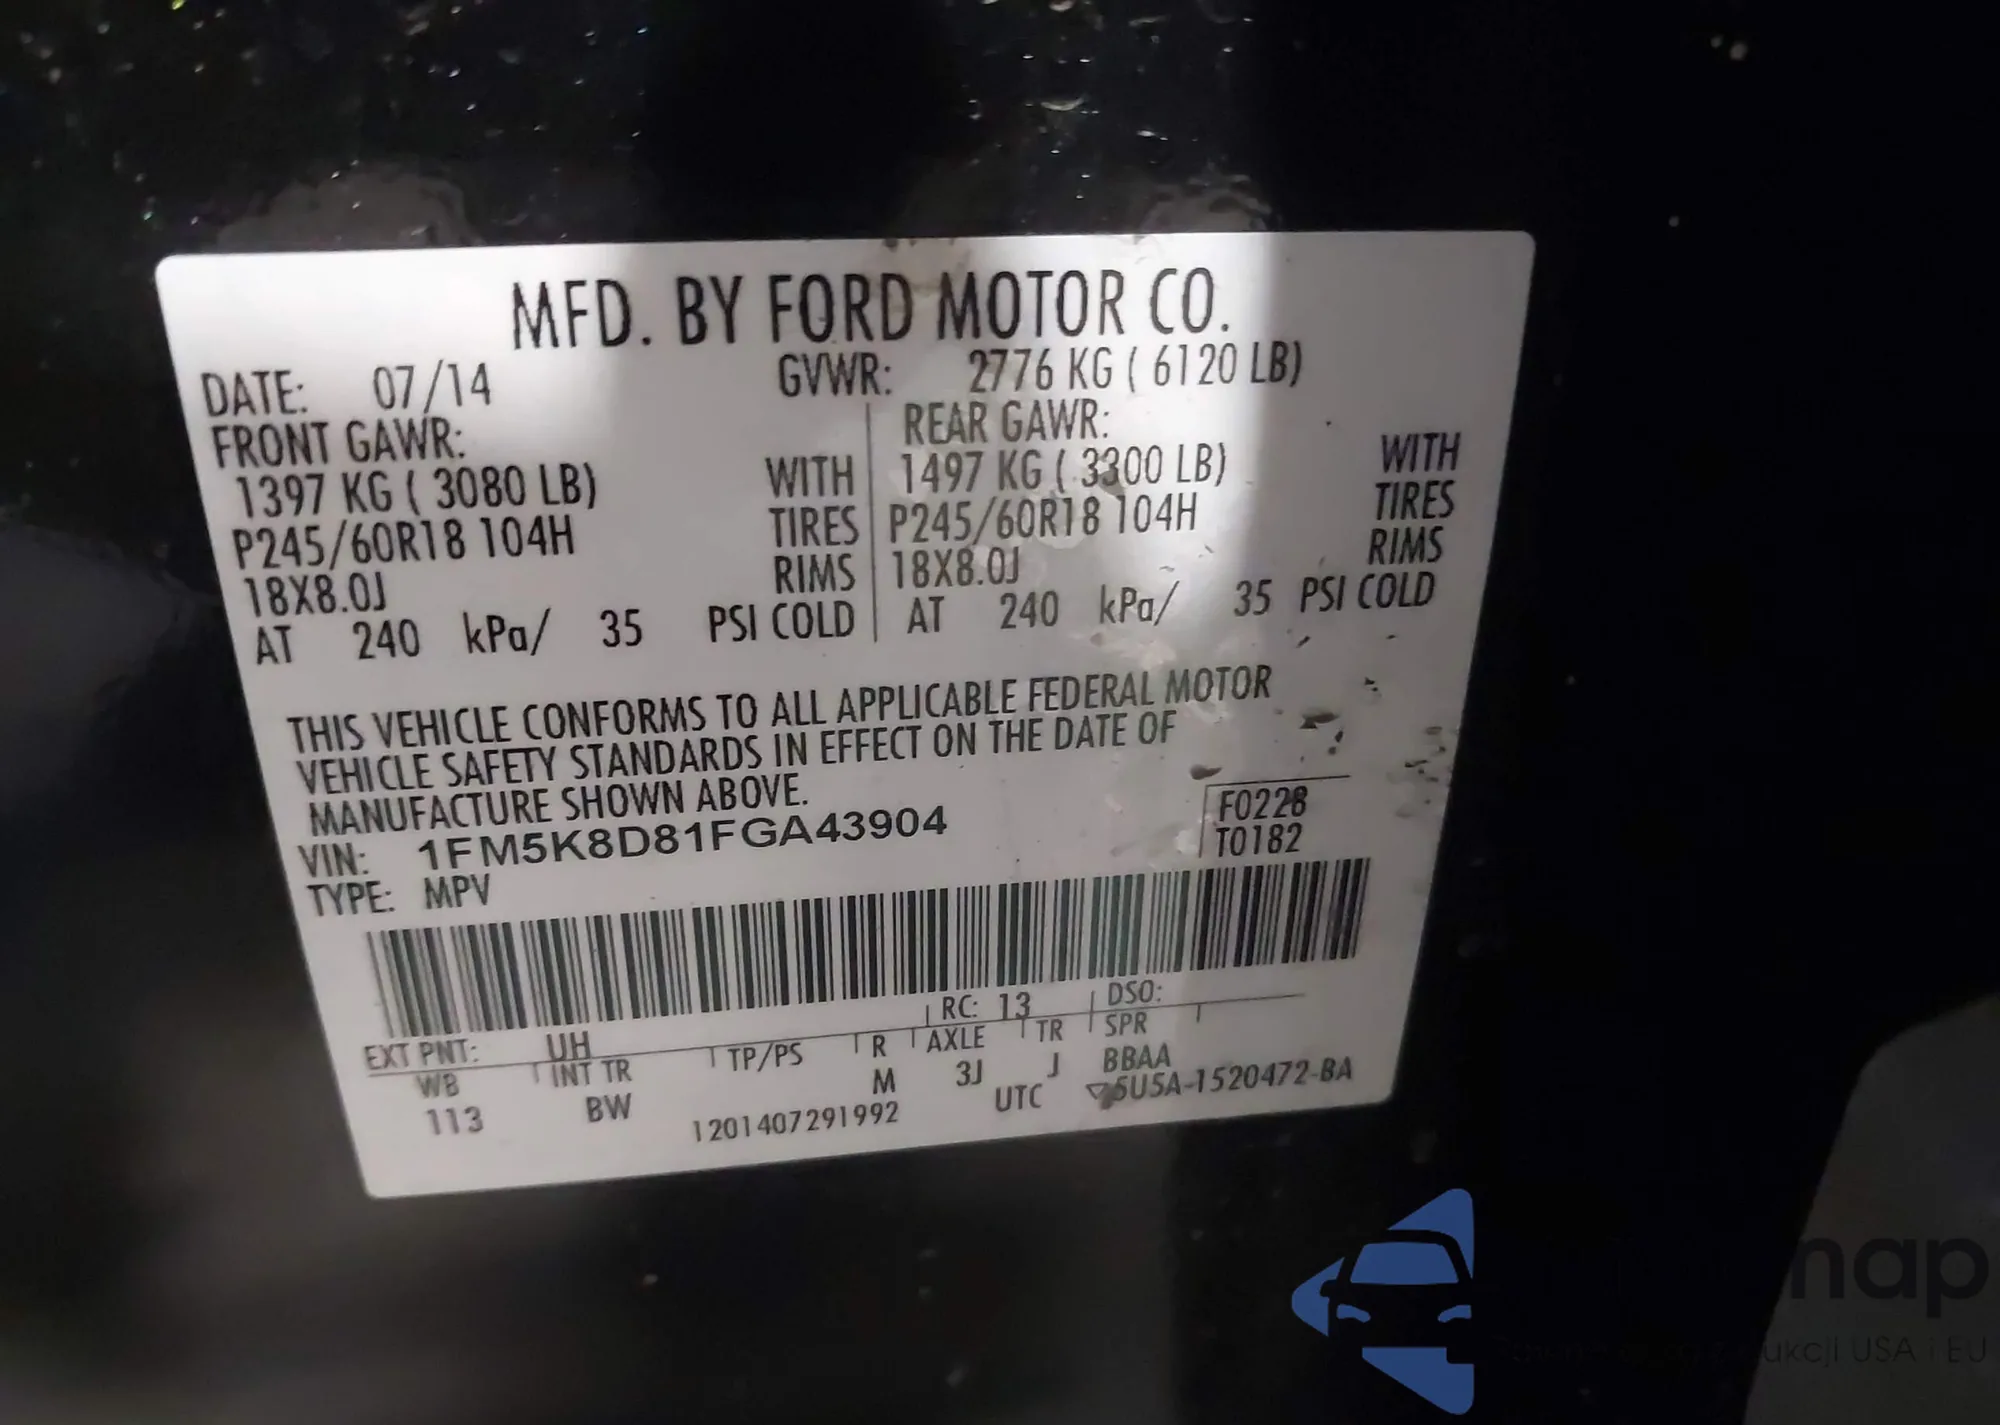 MFD. BY FORD MOTOR CO.
DATE: 07/14 GVWR: 2776 KG ( 6120 LB)
FRONT GAWR: REAR GAWR:
1397 KG ( 3080 LB) WITH 1497 KG ( 3300 LB) WITH
P245/60R18 104H TIRES P245/60R18 104H TIRES
18X8.0J RIMS 18X8.0J RIMS
AT 240 kPa/ 35 PSI COLD AT 240 kPa/ 35 PSI COLD
THIS VEHICLE CONFORMS TO ALL APPLICABLE FEDERAL MOTOR
VEHICLE SAFETY STANDARDS IN EFFECT ON THE DATE OF
MANUFACTURE SHOWN ABOVE.
F0228
VIN: 1FM5K8D81FGA43904 T0182
TYPE: MPV
RC: 13 DSO:
EXT PNT: UH
WB INT TR TP/PS R AXLE TR SPR
113 BW M 3J J BBAA
1201407291992 UTC 5U5A-1520472-BA
map
ukcji USA i EU